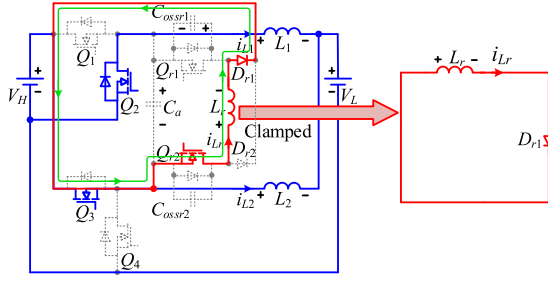 C_ossr1
i_L1
L_1
Q_1
Q_r1
D_r1
L_r
i_Lr
V_H
Q_2
C_a
L_r
V_L
Clamped
i_Lr
D_r1
Q_r2
D_r2
Q_3
C_ossr2
i_L2
L_2
Q_4